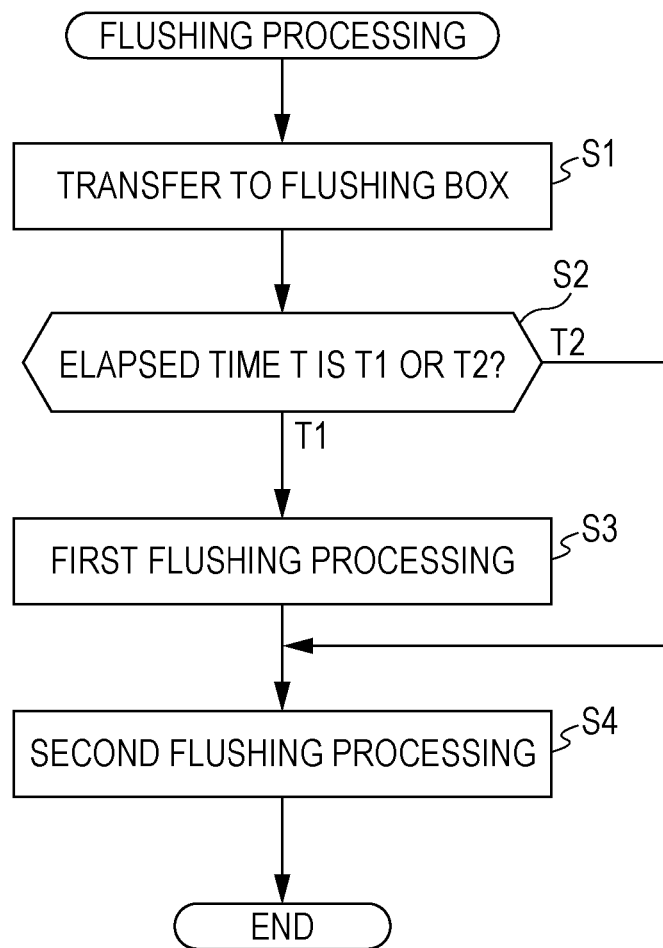 FLUSHING PROCESSING
S1
TRANSFER TO FLUSHING BOX
S2
ELAPSED TIME T IS T1 OR T2?
T2
T1
S3
FIRST FLUSHING PROCESSING
S4
SECOND FLUSHING PROCESSING
END